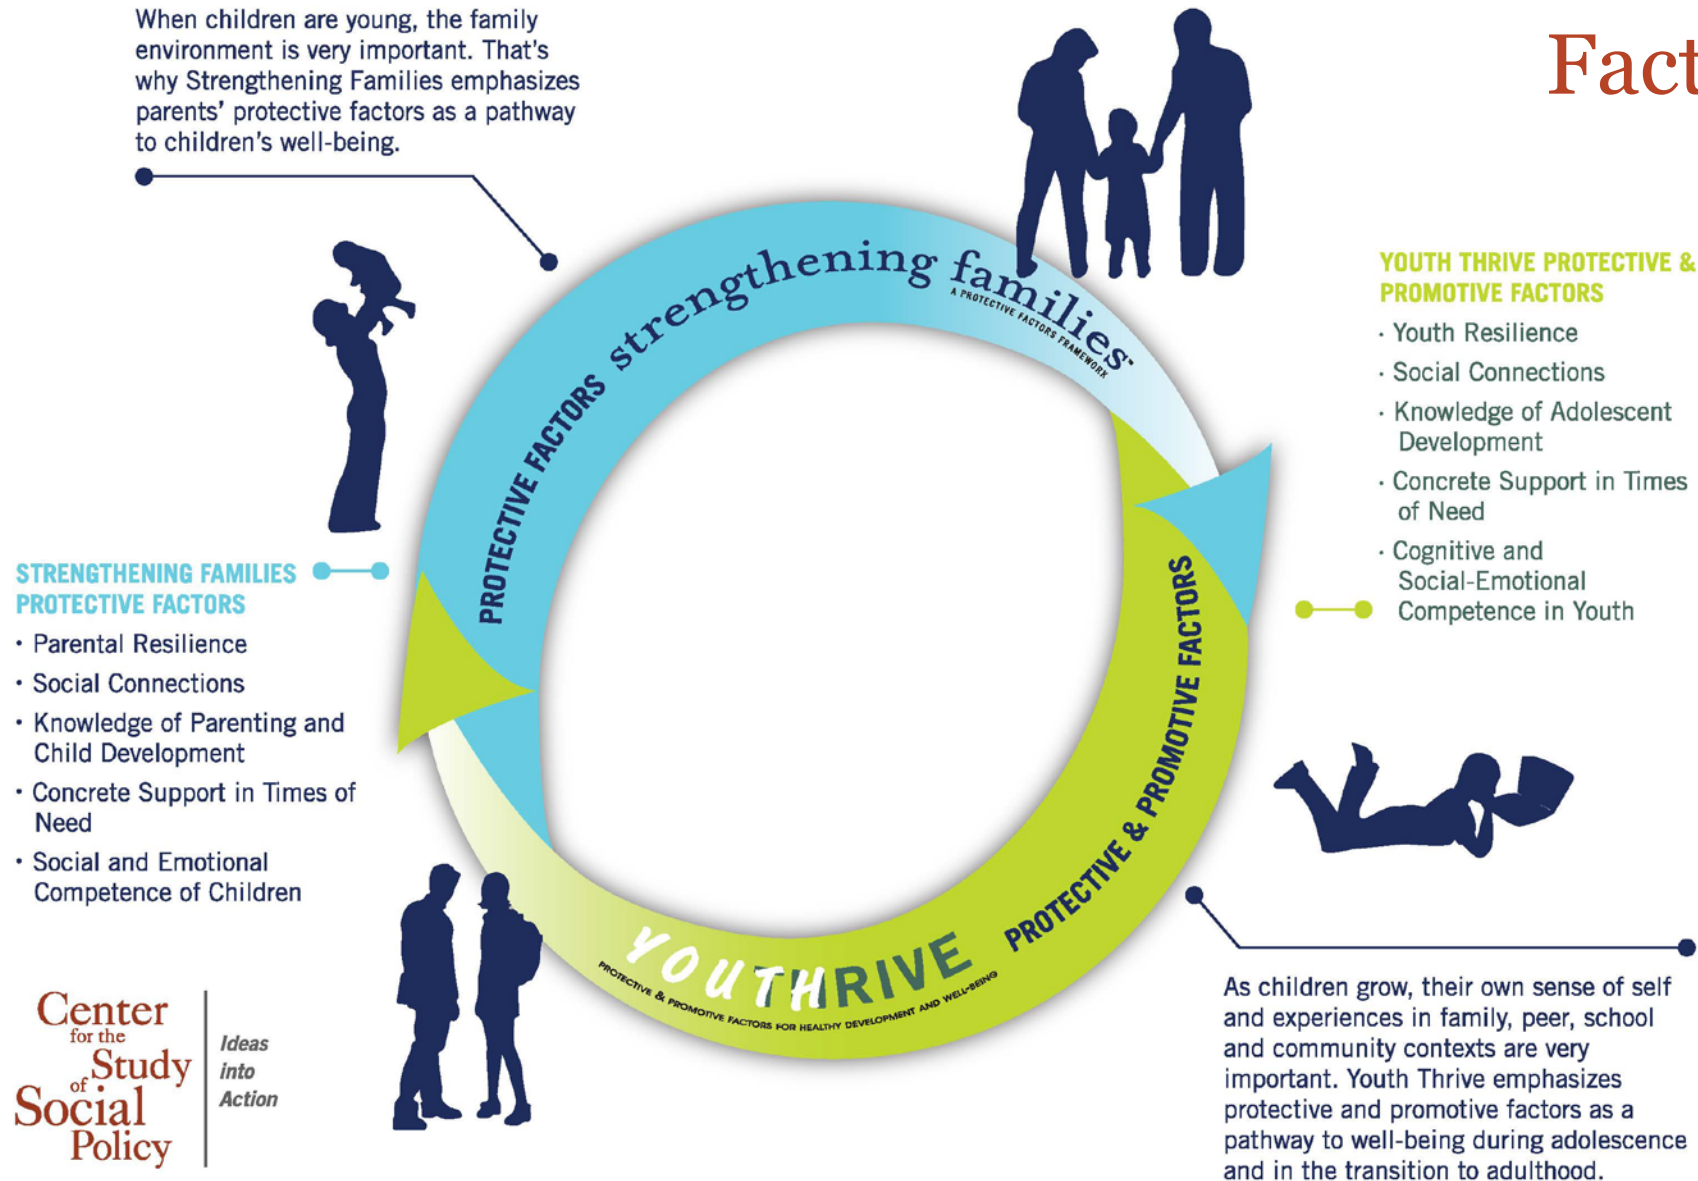 When children are young, the family
environment is very important. That's
why Strengthening Families emphasizes
parents' protective factors as a pathway
to children's well-being.
Fact
PROTECTIVE FACTORS strengthening families™
A PROTECTIVE FACTORS FRAMEWORK
YOUTH THRIVE PROTECTIVE &
PROMOTIVE FACTORS
· Youth Resilience
· Social Connections
· Knowledge of Adolescent
Development
· Concrete Support in Times
of Need
· Cognitive and
Social-Emotional
Competence in Youth
STRENGTHENING FAMILIES
PROTECTIVE FACTORS
• Parental Resilience
• Social Connections
• Knowledge of Parenting and
Child Development
• Concrete Support in Times of
Need
• Social and Emotional
Competence of Children
YOUTHRIVE PROTECTIVE & PROMOTIVE FACTORS
PROTECTIVE & PROMOTIVE FACTORS FOR HEALTHY DEVELOPMENT AND WELL-BEING
Center
for the
Study
of
Social
Policy
Ideas
into
Action
As children grow, their own sense of self
and experiences in family, peer, school
and community contexts are very
important. Youth Thrive emphasizes
protective and promotive factors as a
pathway to well-being during adolescence
and in the transition to adulthood.